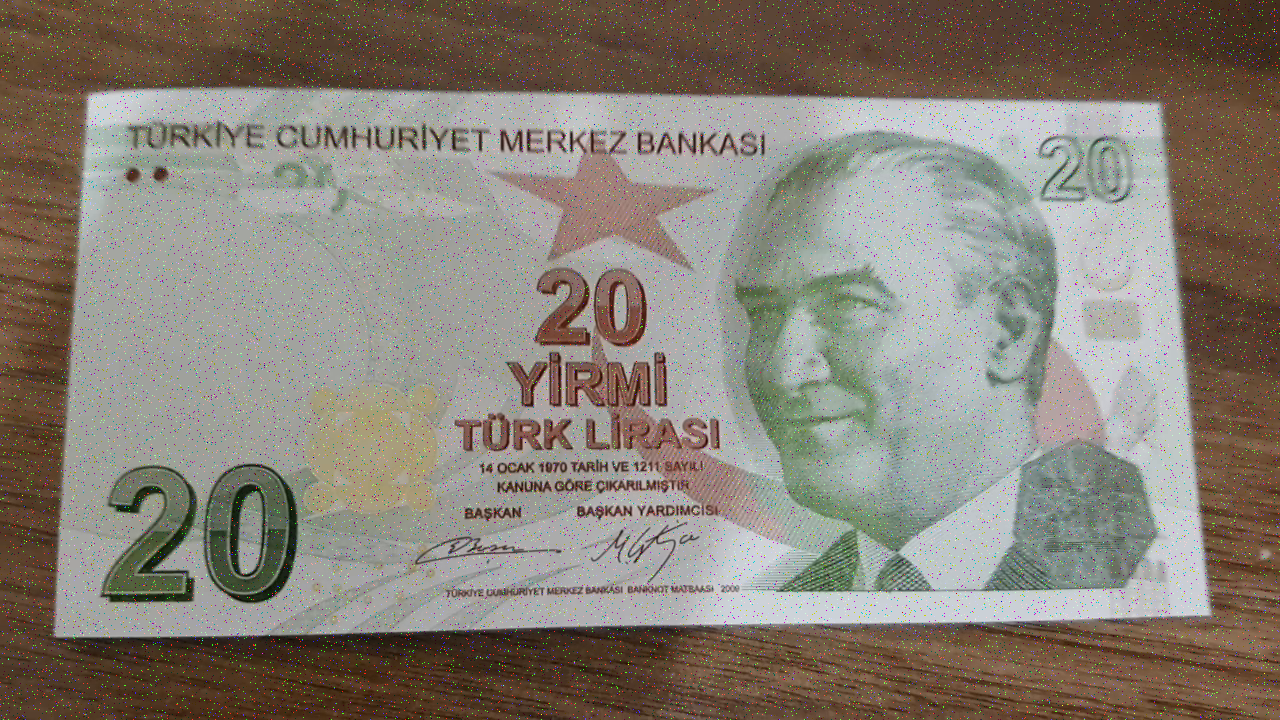 TÜRKİYE CUMHURİYET MERKEZ BANKASI
20
20
YİRMİ
TÜRK LİRASI
14 OCAK 1970 TARİH VE 1211 SAYILI
KANUNA GÖRE ÇIKARILMIŞTIR
BAŞKAN BAŞKAN YARDIMCISI
20
TÜRKİYE CUMHURİYET MERKEZ BANKASI BANKNOT MATBAASI 2009